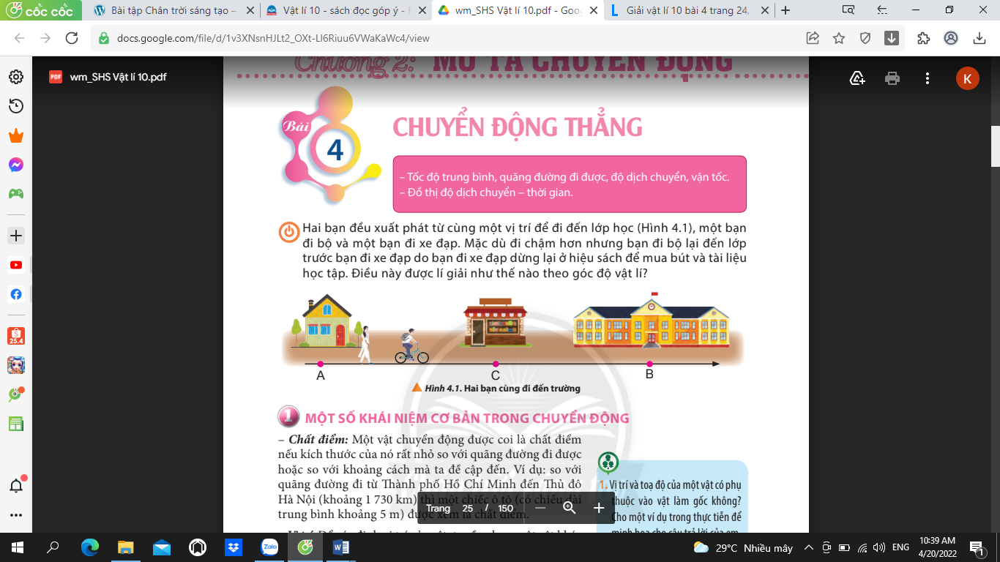 cốc cốc
Bài tập Chân trời sáng tạo –
Vật lí 10 - sách đọc góp ý - 
wm_SHS Vật lí 10.pdf - Goo
Giải vật lí 10 bài 4 trang 24,
docs.google.com/file/d/1v3XNsnHJLt2_OXt-Ll6Riuu6VWaKaWc4/view
PDF wm_SHS Vật lí 10.pdf
K
Chương 2: MÔ TẢ CHUYỂN ĐỘNG
Bài
4
CHUYỂN ĐỘNG THẲNG
– Tốc độ trung bình, quãng đường đi được, độ dịch chuyển, vận tốc.
– Đồ thị độ dịch chuyển – thời gian.
Hai bạn đều xuất phát từ cùng một vị trí để đi đến lớp học (Hình 4.1), một bạn
đi bộ và một bạn đi xe đạp. Mặc dù đi chậm hơn nhưng bạn đi bộ lại đến lớp
trước bạn đi xe đạp do bạn đi xe đạp dừng lại ở hiệu sách để mua bút và tài liệu
học tập. Điều này được lí giải như thế nào theo góc độ vật lí?
A
C
B
Hình 4.1. Hai bạn cùng đi đến trường
1 MỘT SỐ KHÁI NIỆM CƠ BẢN TRONG CHUYỂN ĐỘNG
– Chất điểm: Một vật chuyển động được coi là chất điểm
nếu kích thước của nó rất nhỏ so với quãng đường đi được
hoặc so với khoảng cách mà ta đề cập đến. Ví dụ: so với
quãng đường đi từ Thành phố Hồ Chí Minh đến Thủ đô
Hà Nội (khoảng 1 730 km) thì một chiếc ô tô (có chiều dài
trung bình khoảng 5 m) được xem là chất điểm.
1. Vị trí và toạ độ của một vật có phụ
thuộc vào vật làm gốc không?
Cho một ví dụ trong thực tiễn để
minh hoạ cho câu trả lời của em.
Trang 25 / 150
25.4
Zalo
29°C Nhiều mây
ENG
10:39 AM
4/20/2022
1